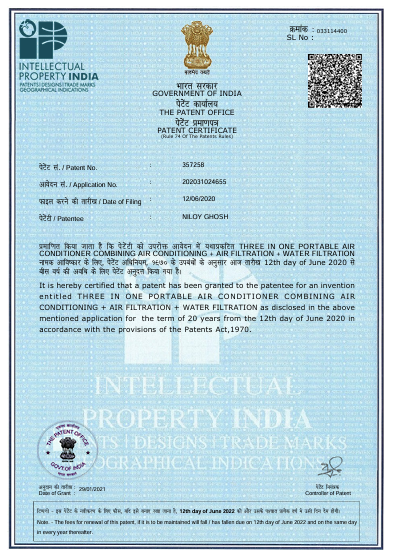 INTELLECTUAL
PROPERTY INDIA
PATENTS | DESIGNS | TRADE MARKS
GEOGRAPHICAL INDICATIONS
सत्यमेव जयते
क्रमांक : 033114400
SL No :
भारत सरकार
GOVERNMENT OF INDIA
पेटेंट कार्यालय
THE PATENT OFFICE
पेटेंट प्रमाणपत्र
PATENT CERTIFICATE
(Rule 74 Of The Patents Rules)
पेटेंट सं. / Patent No. : 357258
आवेदन सं. / Application No. : 202031024655
फाइल करने की तारीख / Date of Filing : 12/06/2020
पेटेंटी / Patentee : NILOY GHOSH
प्रमाणित किया जाता है कि पेटेंटी को उपरोक्त आवेदन में यथाप्रकटित THREE IN ONE PORTABLE AIR
CONDITIONER COMBINING AIR CONDITIONING + AIR FILTRATION + WATER FILTRATION
नामक आविष्कार के लिए, पेटेंट अधिनियम, १९७० के उपबंधों के अनुसार आज तारीख 12th day of June 2020 से
बीस वर्ष की अवधि के लिए पेटेंट अनुदत्त किया गया है।
It is hereby certified that a patent has been granted to the patentee for an invention
entitled THREE IN ONE PORTABLE AIR CONDITIONER COMBINING AIR
CONDITIONING + AIR FILTRATION + WATER FILTRATION as disclosed in the above
mentioned application for the term of 20 years from the 12th day of June 2020 in
accordance with the provisions of the Patents Act,1970.
INTELLECTUAL
PROPERTY INDIA
PATENTS | DESIGNS | TRADE MARKS
GEOGRAPHICAL INDICATIONS
THE PATENT OFFICE
GOVT. OF INDIA
अनुदान की तारीख : 29/01/2021
Date of Grant :
पेटेंट नियंत्रक
Controller of Patent
टिप्पणी - इस पेटेंट के नवीकरण के लिए फीस, यदि इसे बनाए रखा जाना है, 12th day of June 2022 को और उसके पश्चात प्रत्येक वर्ष में उसी दिन देय होगी।
Note. - The fees for renewal of this patent, if it is to be maintained will fall / has fallen due on 12th day of June 2022 and on the same day
in every year thereafter.